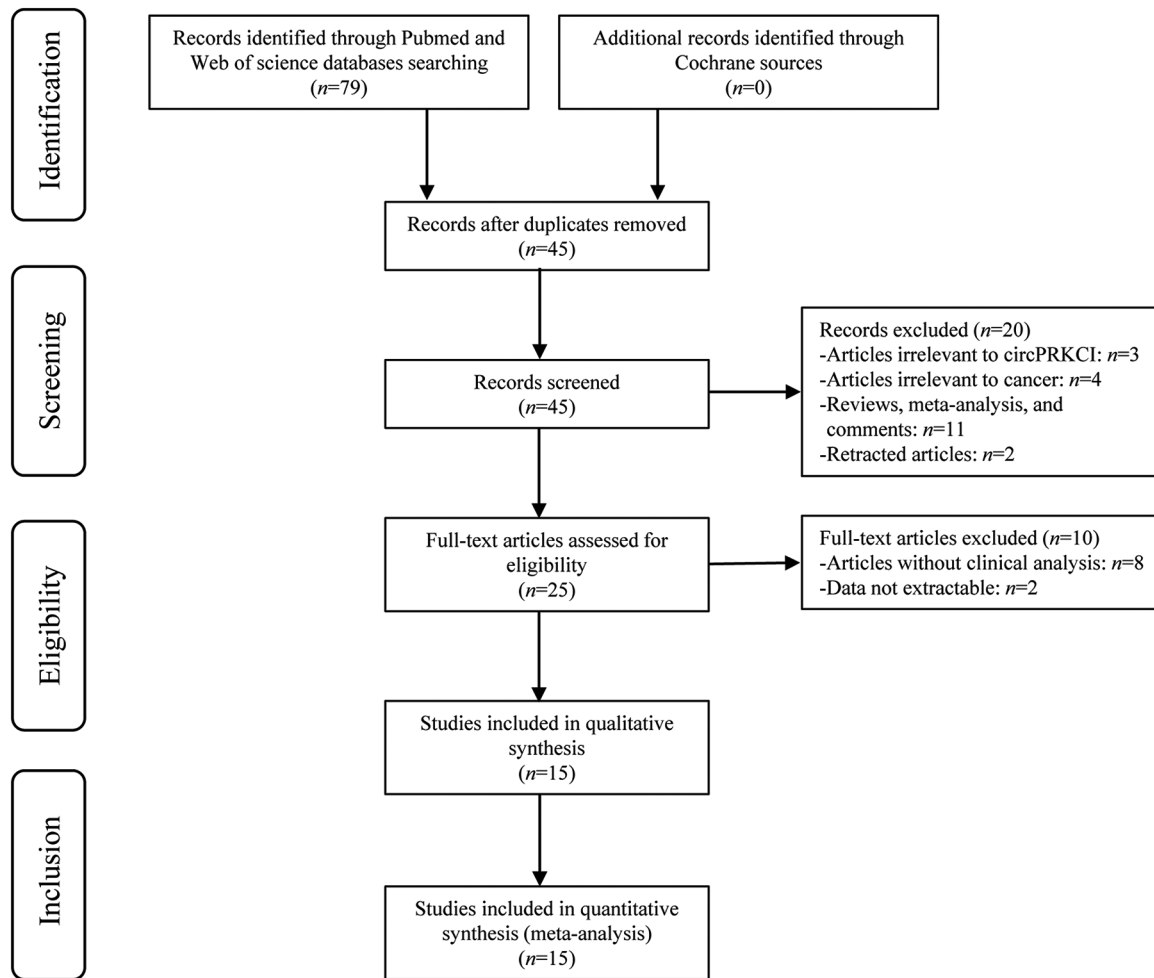 Identification
Records identified through Pubmed and
Web of science databases searching
(n=79)
Additional records identified through
Cochrane sources
(n=0)
Records after duplicates removed
(n=45)
Screening
Records screened
(n=45)
Records excluded (n=20)
-Articles irrelevant to circPRKCI: n=3
-Articles irrelevant to cancer: n=4
-Reviews, meta-analysis, and
comments: n=11
-Retracted articles: n=2
Eligibility
Full-text articles assessed for
eligibility
(n=25)
Full-text articles excluded (n=10)
-Articles without clinical analysis: n=8
-Data not extractable: n=2
Studies included in qualitative
synthesis
(n=15)
Inclusion
Studies included in quantitative
synthesis (meta-analysis)
(n=15)